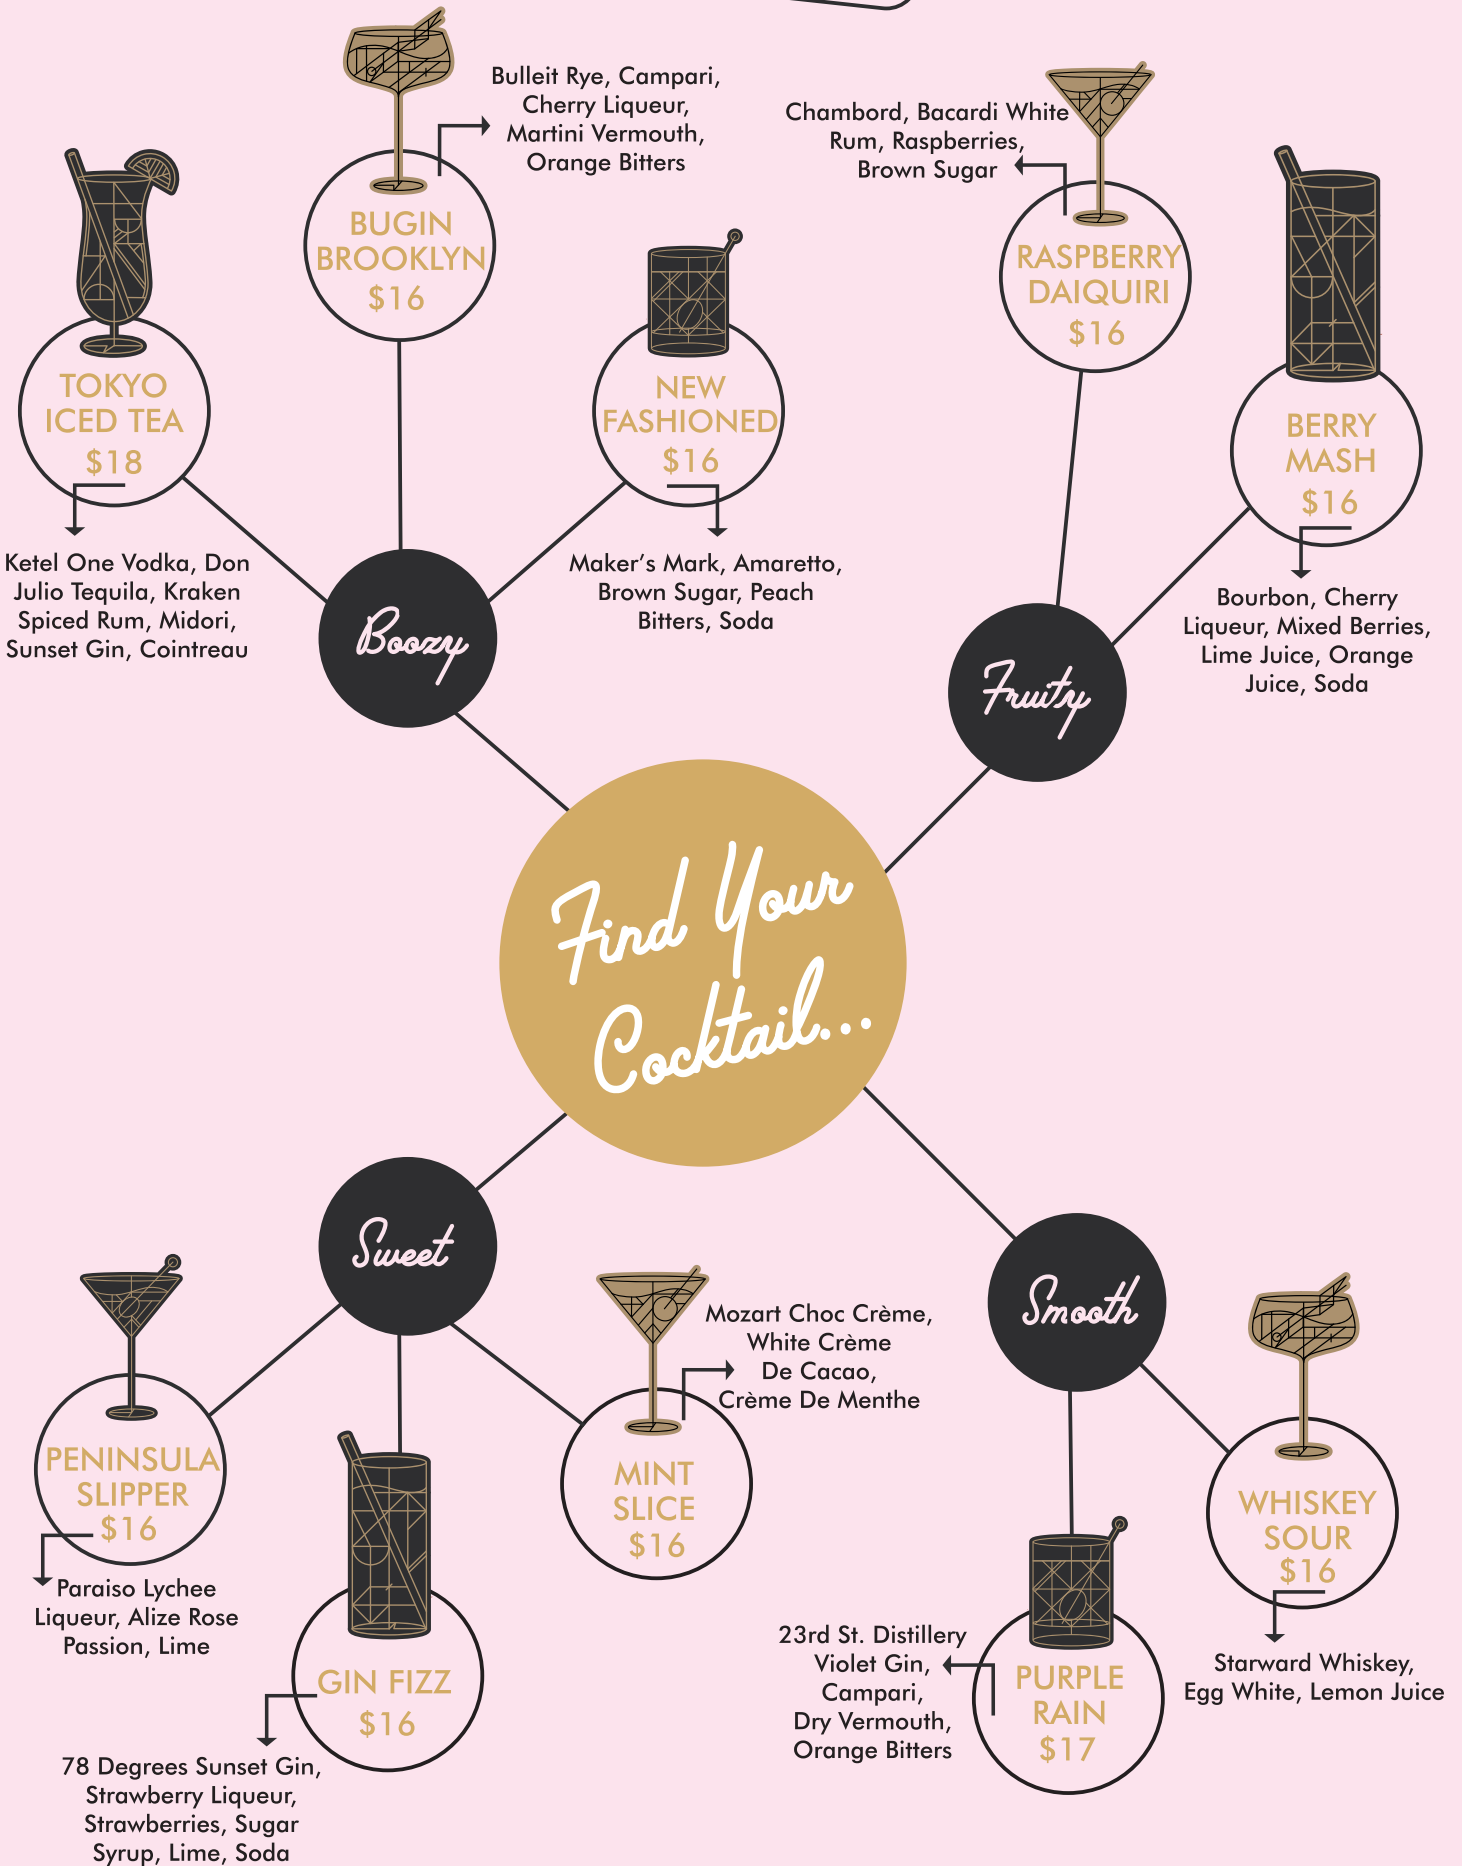 Bulleit Rye, Campari,
Cherry Liqueur,
Martini Vermouth,
Orange Bitters
BUGIN
BROOKLYN
$16
TOKYO
ICED TEA
$18
Ketel One Vodka, Don
Julio Tequila, Kraken
Spiced Rum, Midori,
Sunset Gin, Cointreau
NEW
FASHIONED
$16
Maker's Mark, Amaretto,
Brown Sugar, Peach
Bitters, Soda
Boozy
Chambord, Bacardi White
Rum, Raspberries,
Brown Sugar
RASPBERRY
DAIQUIRI
$16
BERRY
MASH
$16
Bourbon, Cherry
Liqueur, Mixed Berries,
Lime Juice, Orange
Juice, Soda
Fruity
Find Your
Cocktail...
Sweet
PENINSULA
SLIPPER
$16
Paraiso Lychee
Liqueur, Alize Rose
Passion, Lime
GIN FIZZ
$16
78 Degrees Sunset Gin,
Strawberry Liqueur,
Strawberries, Sugar
Syrup, Lime, Soda
Mozart Choc Crème,
White Crème
De Cacao,
Crème De Menthe
MINT
SLICE
$16
Smooth
23rd St. Distillery
Violet Gin,
Campari,
Dry Vermouth,
Orange Bitters
PURPLE
RAIN
$17
WHISKEY
SOUR
$16
Starward Whiskey,
Egg White, Lemon Juice